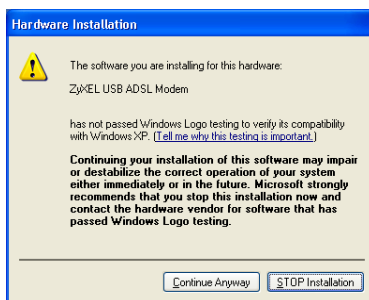 Hardware Installation
The software you are installing for this hardware:
ZyXEL USB ADSL Modem
has not passed Windows Logo testing to verify its compatibility
with Windows XP. (Tell me why this testing is important.)
Continuing your installation of this software may impair
or destabilize the correct operation of your system
either immediately or in the future. Microsoft strongly
recommends that you stop this installation now and
contact the hardware vendor for software that has
passed Windows Logo testing.
Continue Anyway
STOP Installation